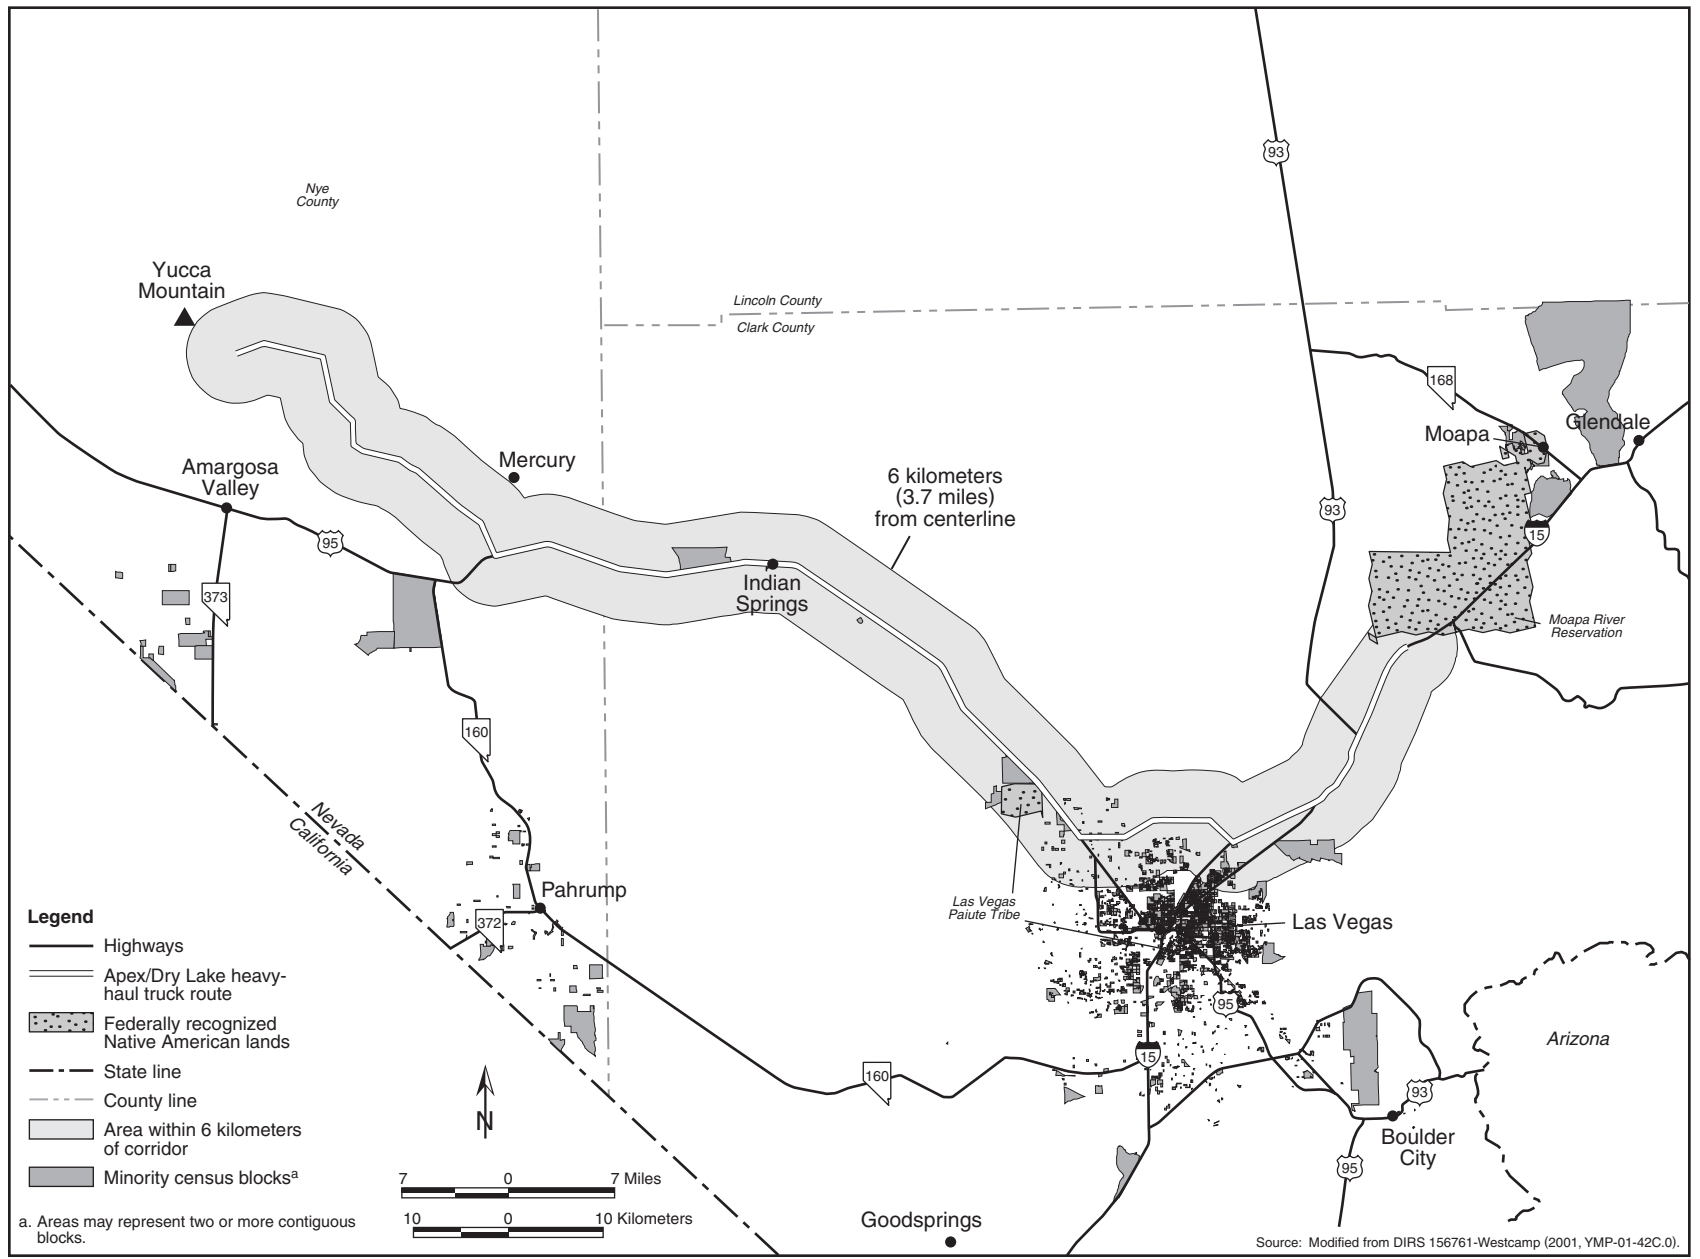 93
Nye
County
Yucca
Mountain
Lincoln County
Clark County
168
Glendale
Moapa
Mercury
Amargosa
Valley
6 kilometers
(3.7 miles)
from centerline
93
95
15
Indian
Springs
373
Moapa River
Reservation
160
Nevada
California
Pahrump
Las Vegas
Paiute Tribe
372
Las Vegas
95
Arizona
15
160
93
Boulder
City
95
Goodsprings
Legend
Highways
Apex/Dry Lake heavy-
haul truck route
Federally recognized
Native American lands
State line
County line
Area within 6 kilometers
of corridor
Minority census blocksa
a. Areas may represent two or more contiguous
blocks.
N
7 0 7 Miles
10 0 10 Kilometers
Source: Modified from DIRS 156761-Westcamp (2001, YMP-01-42C.0).